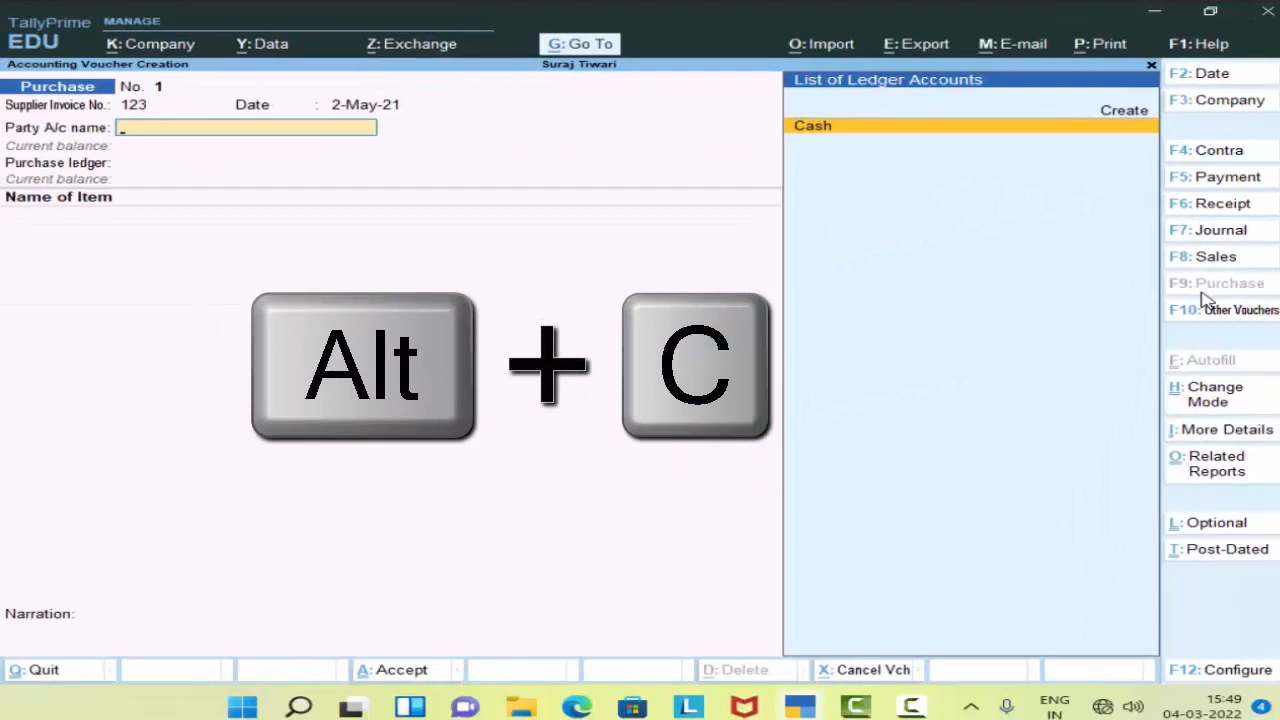 TallyPrime MANAGE
EDU K: Company Y: Data Z: Exchange G: Go To O: Import E: Export M: E-mail P: Print F1: Help
Accounting Voucher Creation Suraj Tiwari ×
Purchase No. 1
Supplier Invoice No.: 123 Date : 2-May-21
Party A/c name:
Current balance:
Purchase ledger:
Current balance:
Name of Item
List of Ledger Accounts
Create
Cash
Alt + C
Narration:
F2: Date
F3: Company
F4: Contra
F5: Payment
F6: Receipt
F7: Journal
F8: Sales
F9: Purchase
F10: Other Vouchers
E: Autofill
H: Change
Mode
I: More Details
O: Related
Reports
L: Optional
T: Post-Dated
Q: Quit A: Accept D: Delete X: Cancel Vch F12: Configure
ENG
IN
15:49
04-03-2022
4